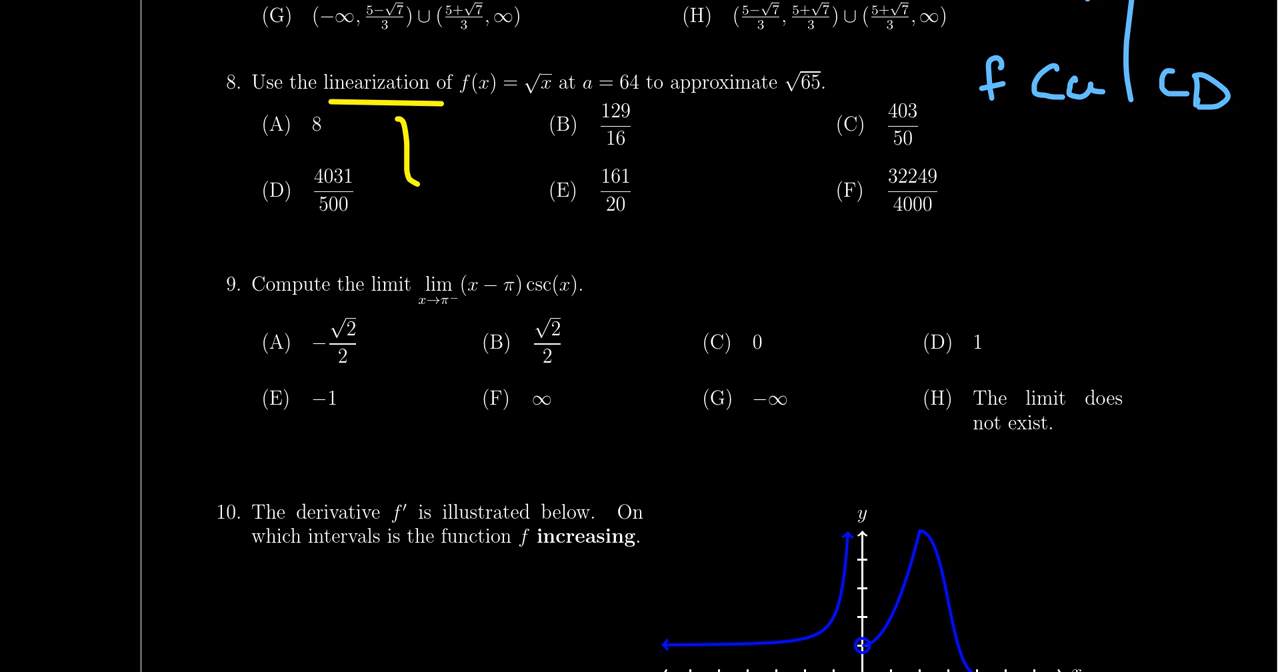 (G) (−∞, (5−√7)/3) ∪ ((5+√7)/3, ∞) (H) ((5−√7)/3, (5+√7)/3) ∪ ((5+√7)/3, ∞)
8. Use the linearization of f(x) = √x at a = 64 to approximate √65.
f Cu / CD
(A) 8 (B) 129/16 (C) 403/50
(D) 4031/500 (E) 161/20 (F) 32249/4000
9. Compute the limit lim x→π⁻ (x − π) csc(x).
(A) −√2/2 (B) √2/2 (C) 0 (D) 1
(E) −1 (F) ∞ (G) −∞ (H) The limit does
not exist.
10. The derivative f′ is illustrated below. On
which intervals is the function f increasing.
y